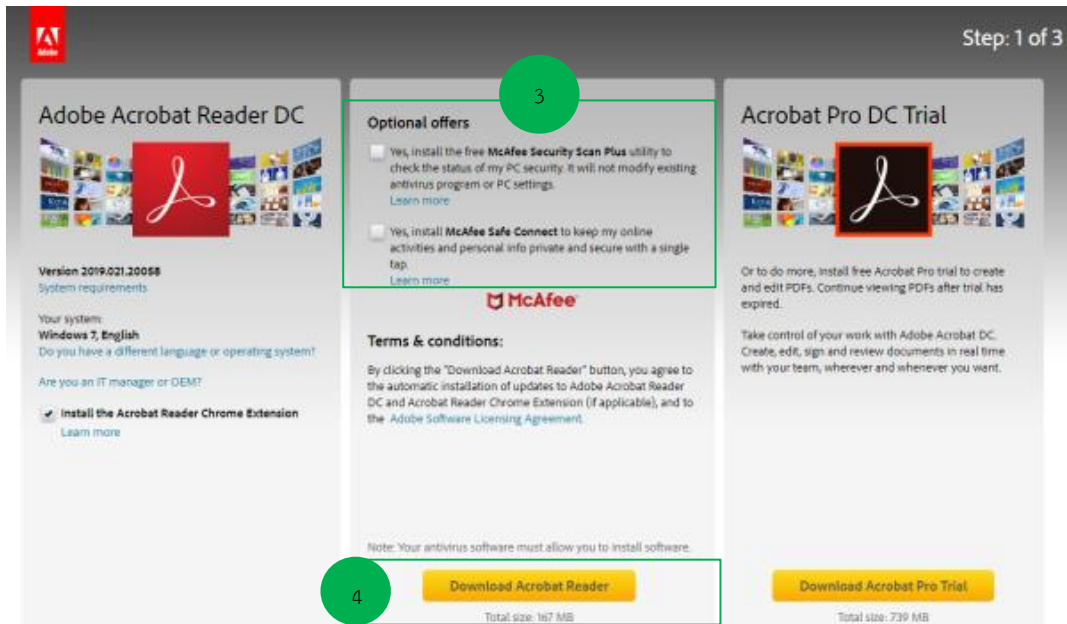 Adobe
Step: 1 of 3
Adobe Acrobat Reader DC
Version 2019.021.20058
System requirements
Your system:
Windows 7, English
Do you have a different language or operating system?
Are you an IT manager or OEM?
Install the Acrobat Reader Chrome Extension
Learn more
3
Optional offers
Yes, install the free McAfee Security Scan Plus utility to
check the status of my PC security. It will not modify existing
antivirus program or PC settings.
Learn more
Yes, install McAfee Safe Connect to keep my online
activities and personal info private and secure with a single
tap.
Learn more
McAfee
Terms & conditions:
By clicking the "Download Acrobat Reader" button, you agree to
the automatic installation of updates to Adobe Acrobat Reader
DC and Acrobat Reader Chrome Extension (if applicable), and to
the Adobe Software Licensing Agreement.
Note: Your antivirus software must allow you to install software.
4
Download Acrobat Reader
Total size: 167 MB
Acrobat Pro DC Trial
Or to do more, install free Acrobat Pro trial to create
and edit PDFs. Continue viewing PDFs after trial has
expired.
Take control of your work with Adobe Acrobat DC.
Create, edit, sign and review documents in real time
with your team, wherever and whenever you want.
Download Acrobat Pro Trial
Total size: 739 MB